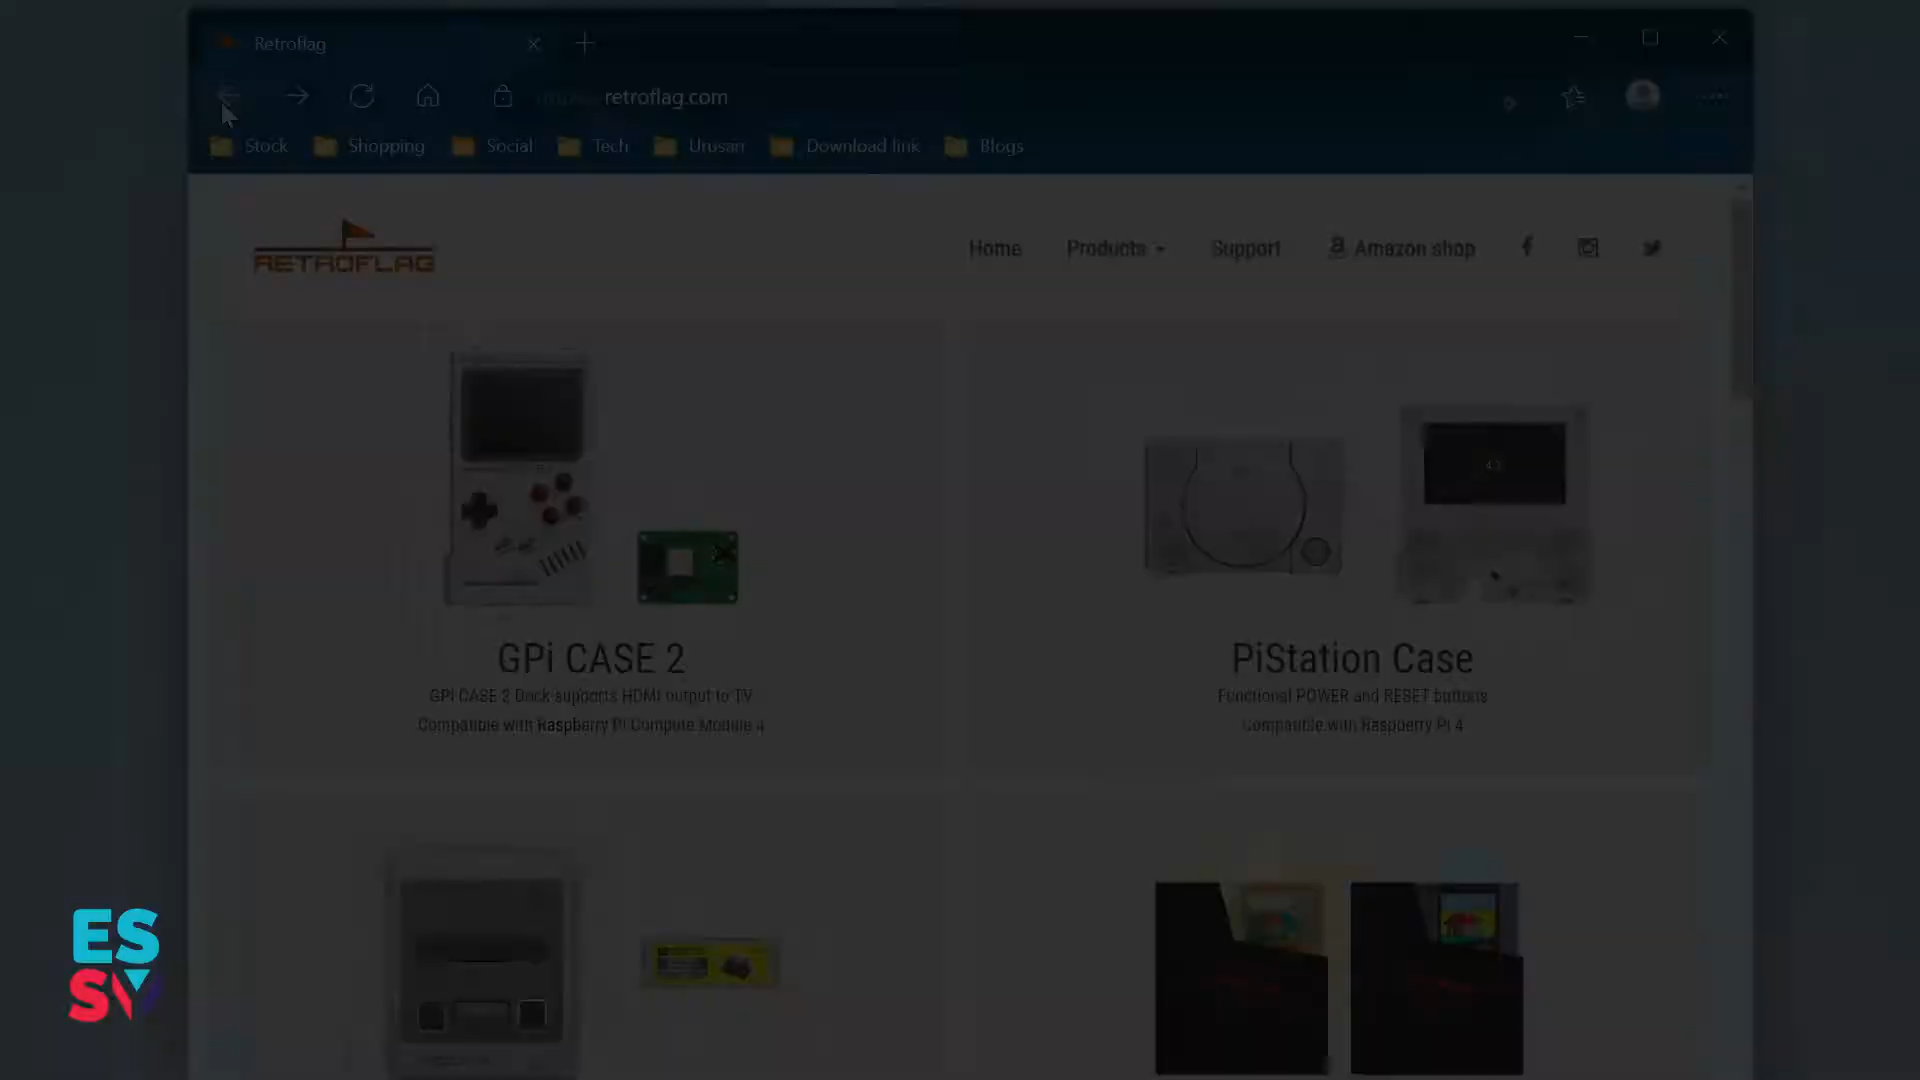 Retroflag
retroflag.com
Stock Shopping Social Tech Urusan Download link Blogs
RETROFLAG
Home Products Support Amazon shop
GPi CASE 2
GPi CASE 2 Dock supports HDMI output to TV
Compatible with Raspberry Pi Compute Module 4
PiStation Case
Functional POWER and RESET buttons
Compatible with Raspberry Pi 4
ES